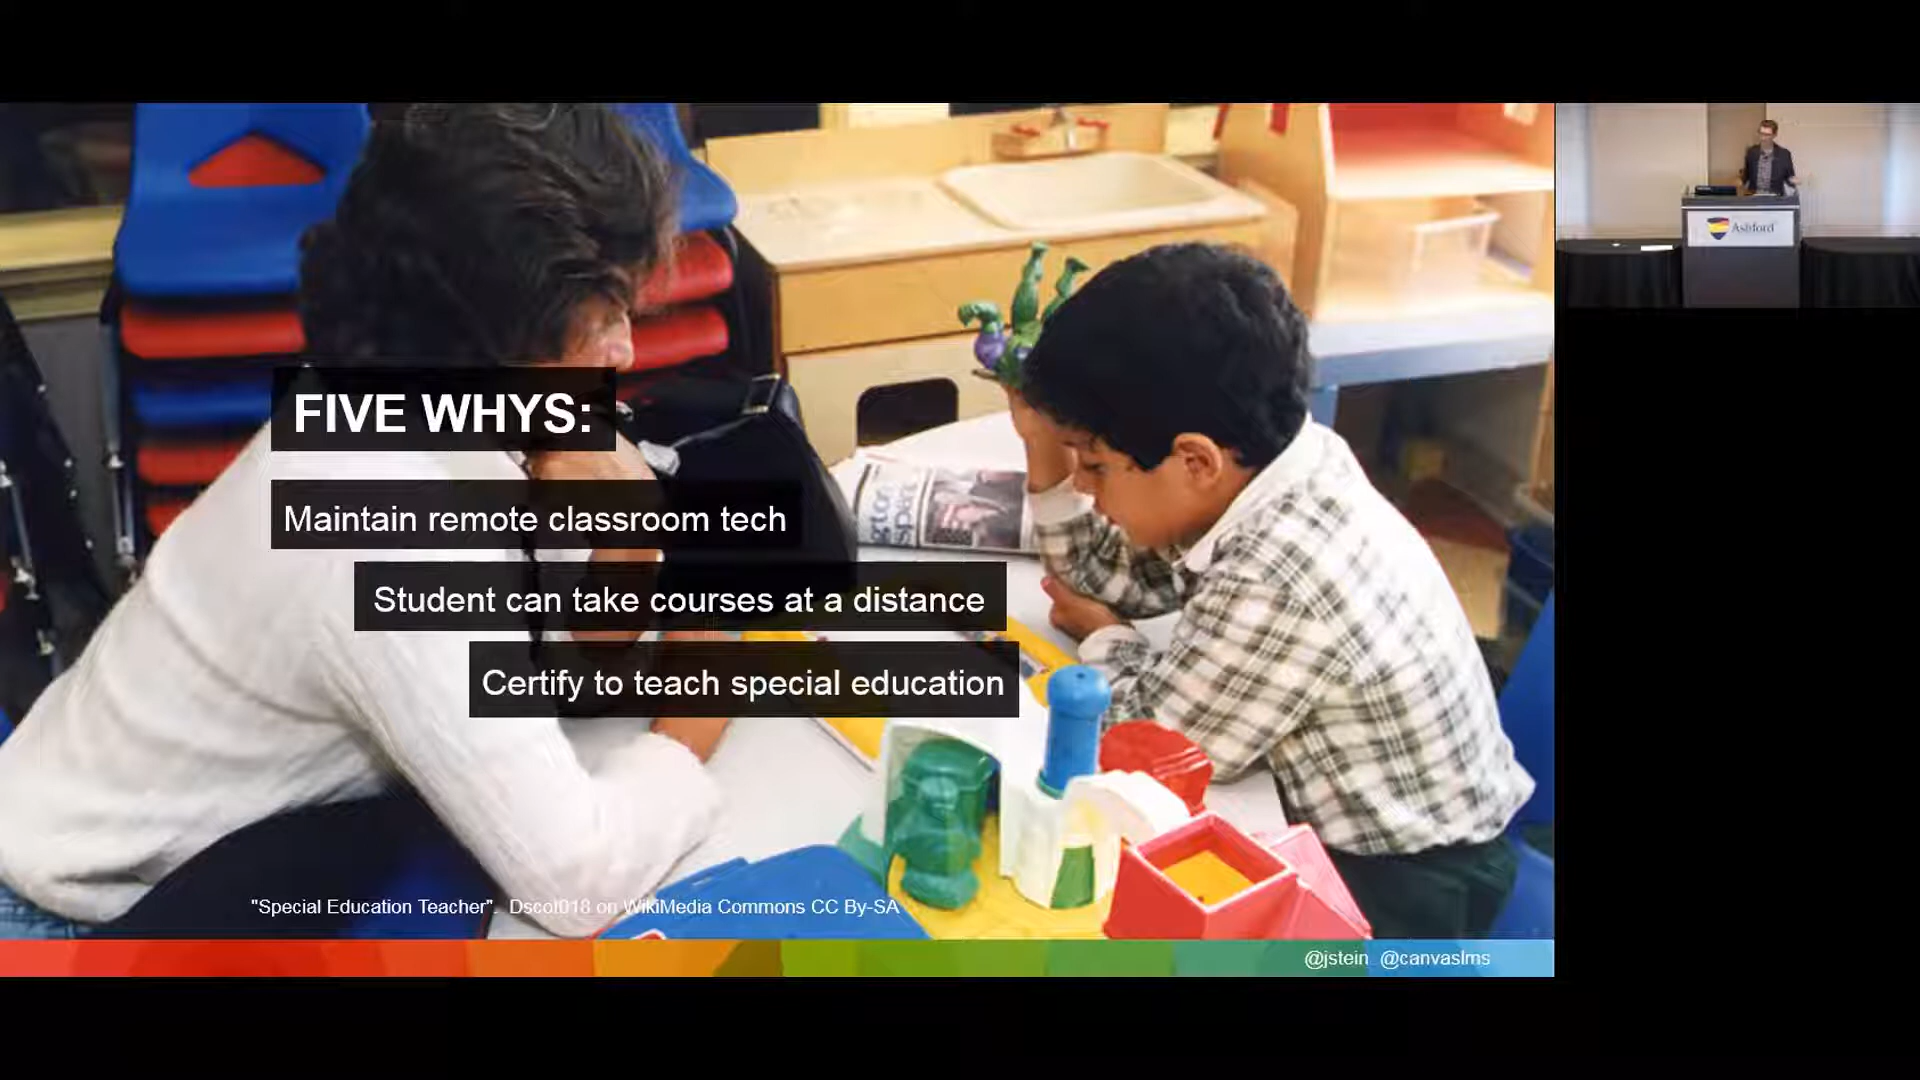 FIVE WHYS:
Maintain remote classroom tech
Student can take courses at a distance
Certify to teach special education
"Special Education Teacher". Dscot018 on WikiMedia Commons CC By-SA
@jstein @canvaslms
Ashford